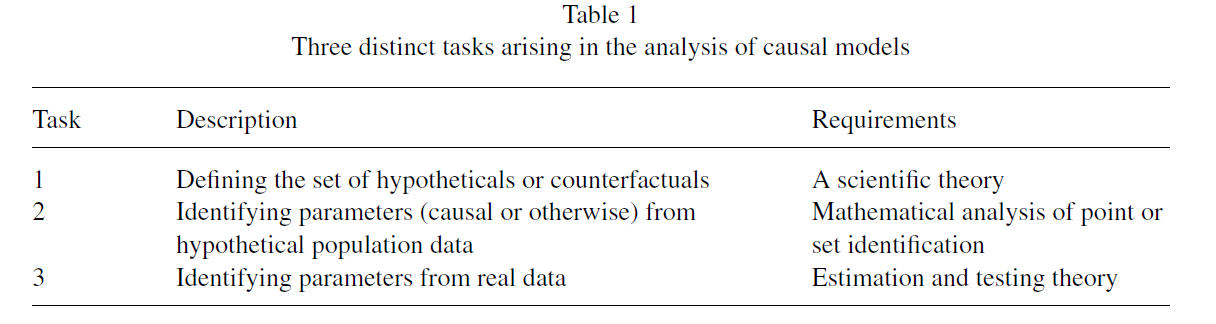 Table 1
Three distinct tasks arising in the analysis of causal models
Task Description Requirements
1 Defining the set of hypotheticals or counterfactuals A scientific theory
2 Identifying parameters (causal or otherwise) from Mathematical analysis of point or
hypothetical population data set identification
3 Identifying parameters from real data Estimation and testing theory